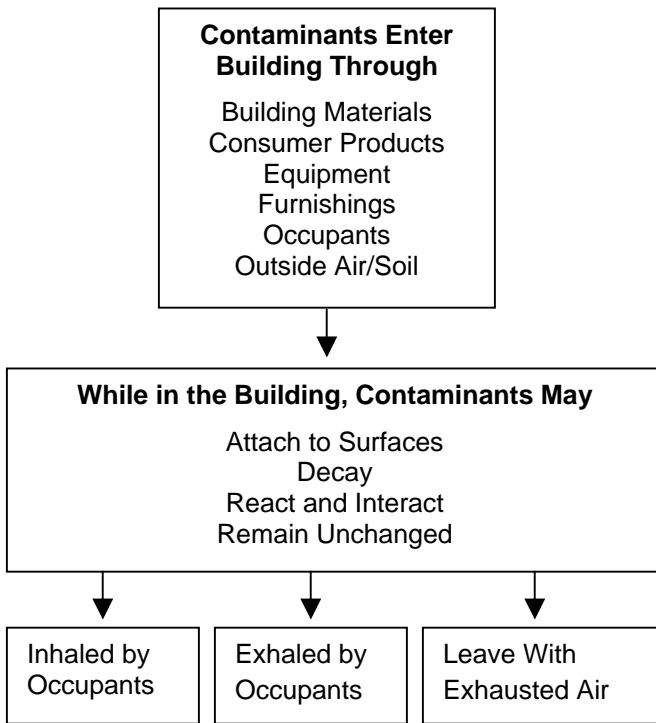 Contaminants Enter
Building Through
Building Materials
Consumer Products
Equipment
Furnishings
Occupants
Outside Air/Soil
While in the Building, Contaminants May
Attach to Surfaces
Decay
React and Interact
Remain Unchanged
Inhaled by
Occupants
Exhaled by
Occupants
Leave With
Exhausted Air